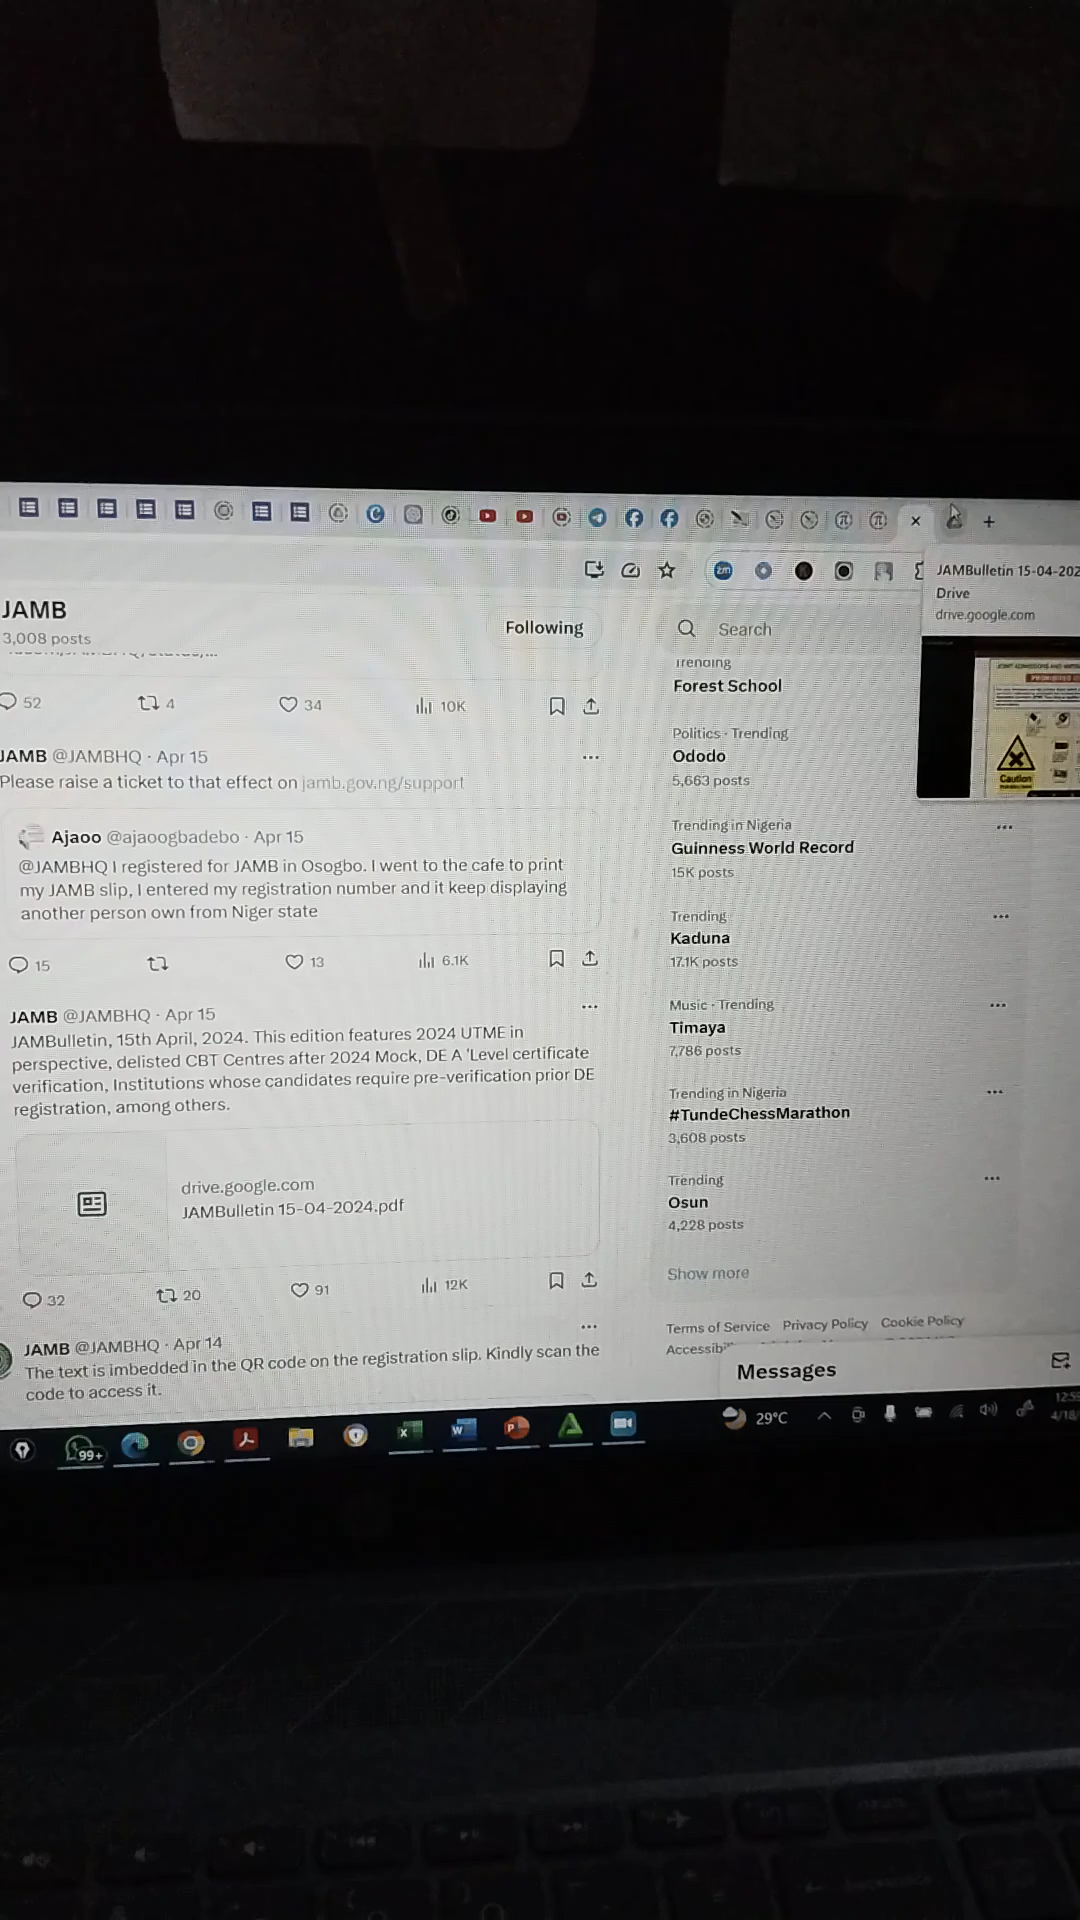 JAMBulletin 15-04-202
Drive
drive.google.com
JAMB
3,008 posts
Following
Search
52
4
34
10K
JAMB @JAMBHQ · Apr 15
Please raise a ticket to that effect on jamb.gov.ng/support
Ajaoo @ajaoogbadebo · Apr 15
@JAMBHQ I registered for JAMB in Osogbo. I went to the cafe to print
my JAMB slip, I entered my registration number and it keep displaying
another person own from Niger state
15
13
6.1K
JAMB @JAMBHQ · Apr 15
JAMBulletin, 15th April, 2024. This edition features 2024 UTME in
perspective, delisted CBT Centres after 2024 Mock, DE A 'Level certificate
verification, Institutions whose candidates require pre-verification prior DE
registration, among others.
drive.google.com
JAMBulletin 15-04-2024.pdf
32
20
91
12K
JAMB @JAMBHQ · Apr 14
The text is imbedded in the QR code on the registration slip. Kindly scan the
code to access it.
Trending
Forest School
Politics · Trending
Ododo
5,663 posts
Trending in Nigeria
Guinness World Record
15K posts
Trending
Kaduna
17.1K posts
Music · Trending
Timaya
7,786 posts
Trending in Nigeria
#TundeChessMarathon
3,608 posts
Trending
Osun
4,228 posts
Show more
Terms of Service Privacy Policy Cookie Policy
Messages
Caution
zm
99+
29°C